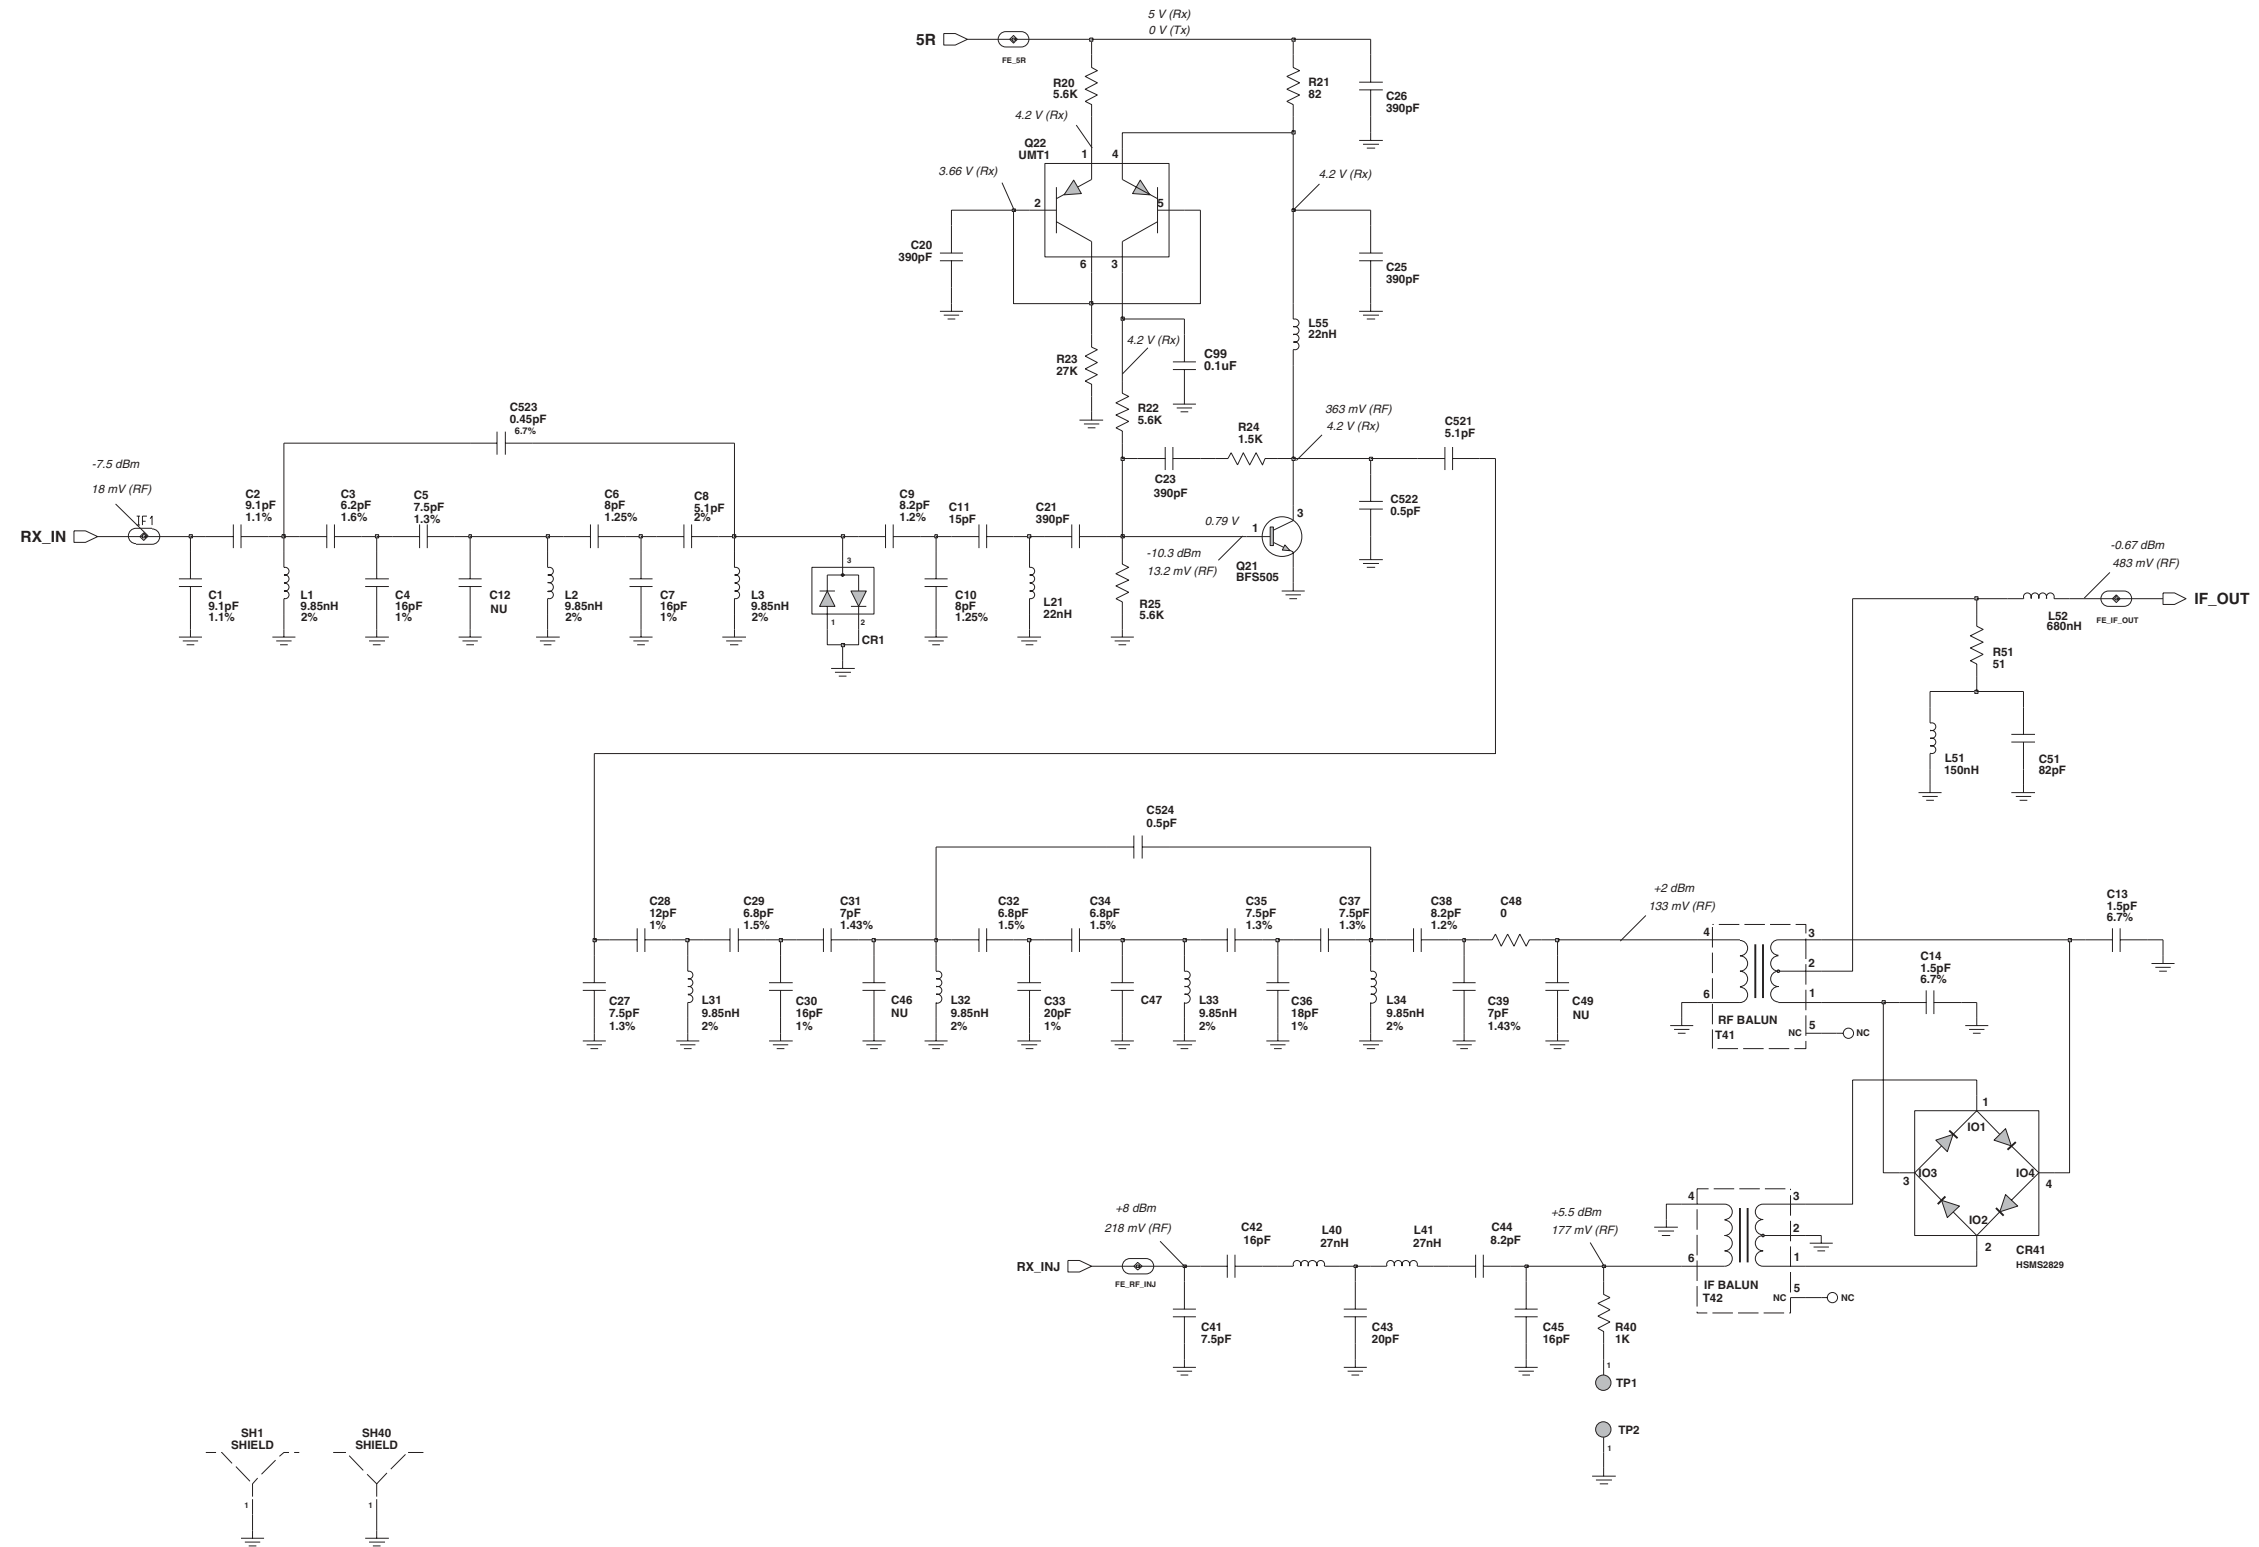 5 V (Rx)
0 V (Tx)
5R
FE_5R
R20
5.6K
R21
82
C26
390pF
4.2 V (Rx)
Q22
UMT1
1
4
3.66 V (Rx)
4.2 V (Rx)
2
5
C20
390pF
6
3
C25
390pF
L55
22nH
4.2 V (Rx)
R23
27K
C99
0.1uF
R22
5.6K
363 mV (RF)
4.2 V (Rx)
C521
5.1pF
R24
1.5K
C23
390pF
C522
0.5pF
C523
0.45pF
6.7%
-7.5 dBm
18 mV (RF)
TF1
RX_IN
C2
9.1pF
1.1%
C3
6.2pF
1.6%
C5
7.5pF
1.3%
C6
8pF
1.25%
C8
5.1pF
2%
C9
8.2pF
1.2%
C11
15pF
C21
390pF
0.79 V
1
3
-10.3 dBm
13.2 mV (RF)
Q21
BFS505
C1
9.1pF
1.1%
L1
9.85nH
2%
C4
16pF
1%
C12
NU
L2
9.85nH
2%
C7
16pF
1%
L3
9.85nH
2%
3
1
2
CR1
C10
8pF
1.25%
L21
22nH
R25
5.6K
-0.67 dBm
483 mV (RF)
IF_OUT
L52
680nH
FE_IF_OUT
R51
51
L51
150nH
C51
82pF
C524
0.5pF
C28
12pF
1%
C29
6.8pF
1.5%
C31
7pF
1.43%
C32
6.8pF
1.5%
C34
6.8pF
1.5%
C35
7.5pF
1.3%
C37
7.5pF
1.3%
C38
8.2pF
1.2%
C48
0
+2 dBm
133 mV (RF)
C13
1.5pF
6.7%
4
3
C14
1.5pF
6.7%
2
6
1
RF BALUN
T41
NC
5
NC
C27
7.5pF
1.3%
L31
9.85nH
2%
C30
16pF
1%
C46
NU
L32
9.85nH
2%
C33
20pF
1%
C47
L33
9.85nH
2%
C36
18pF
1%
L34
9.85nH
2%
C39
7pF
1.43%
C49
NU
1
IO1
IO3
IO4
3
4
IO2
2
CR41
HSMS2829
+8 dBm
218 mV (RF)
RX_INJ
FE_RF_INJ
C42
16pF
L40
27nH
L41
27nH
C44
8.2pF
+5.5 dBm
177 mV (RF)
4
3
2
6
1
IF BALUN
T42
NC
5
NC
C41
7.5pF
C43
20pF
C45
16pF
R40
1K
1
TP1
TP2
1
SH1
SHIELD
1
SH40
SHIELD
1